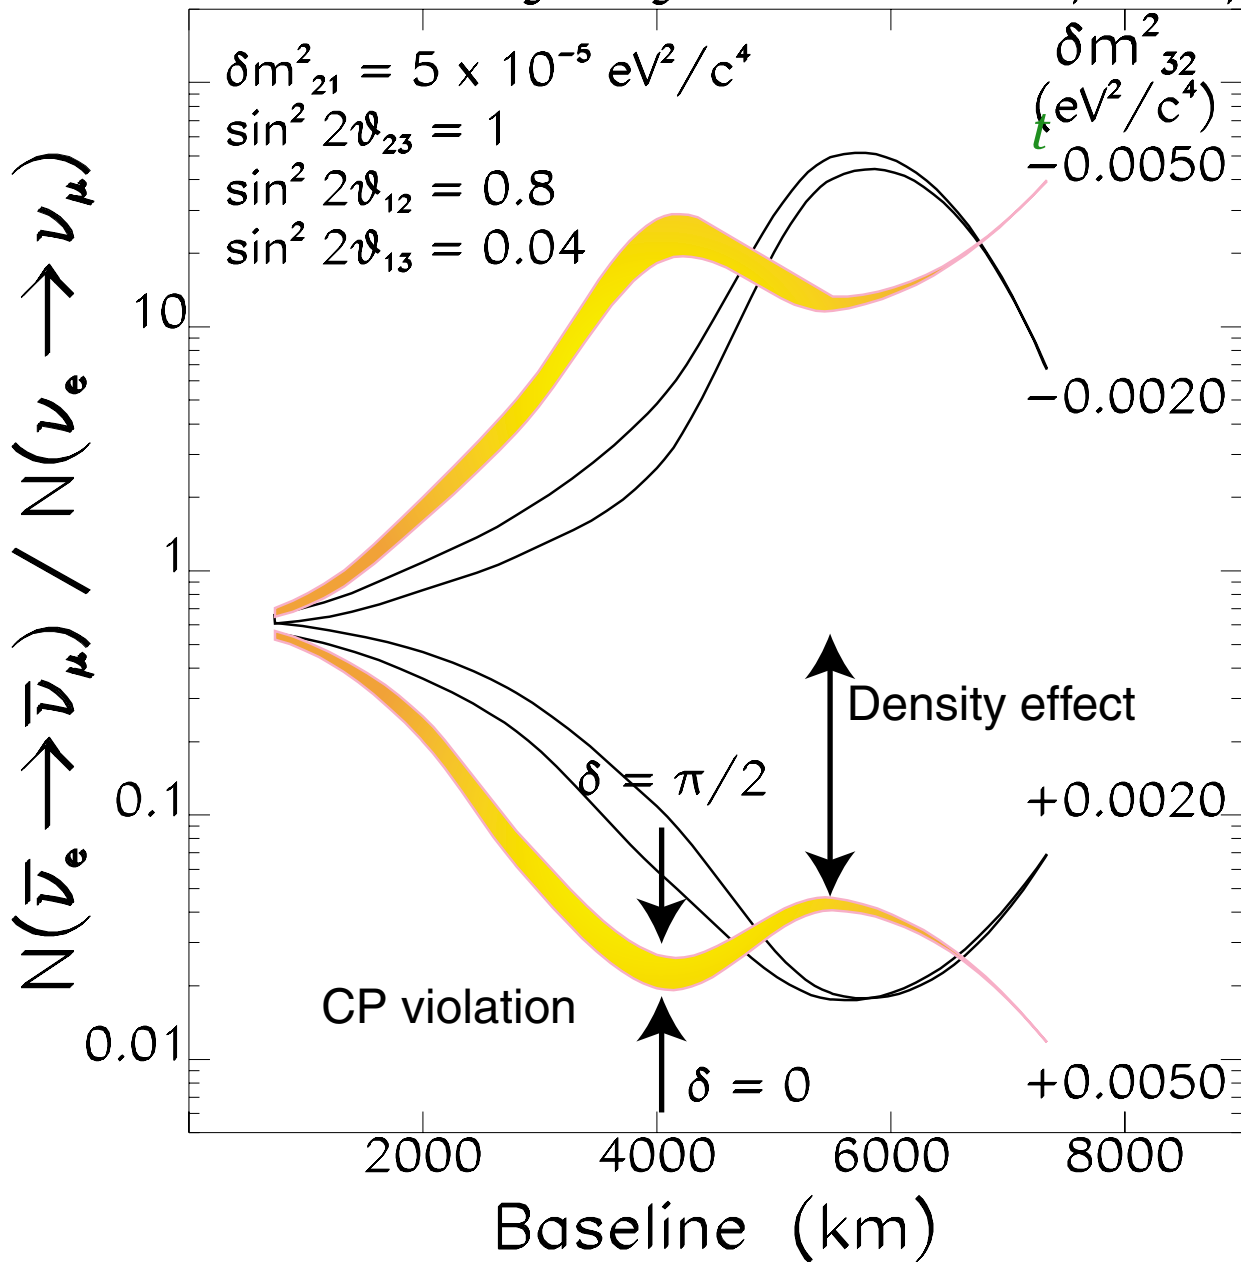 δm²₂₁ = 5 x 10⁻⁵ eV²/c⁴
sin² 2ϑ₂₃ = 1
sin² 2ϑ₁₂ = 0.8
sin² 2ϑ₁₃ = 0.04
δm²₃₂
(eV²/c⁴)
t
−0.0050
−0.0020
+0.0020
+0.0050
N(ν̄ₑ → ν̄_μ) / N(νₑ → ν_μ)
10
1
0.1
0.01
Density effect
δ = π/2
CP violation
δ = 0
2000 4000 6000 8000
Baseline (km)